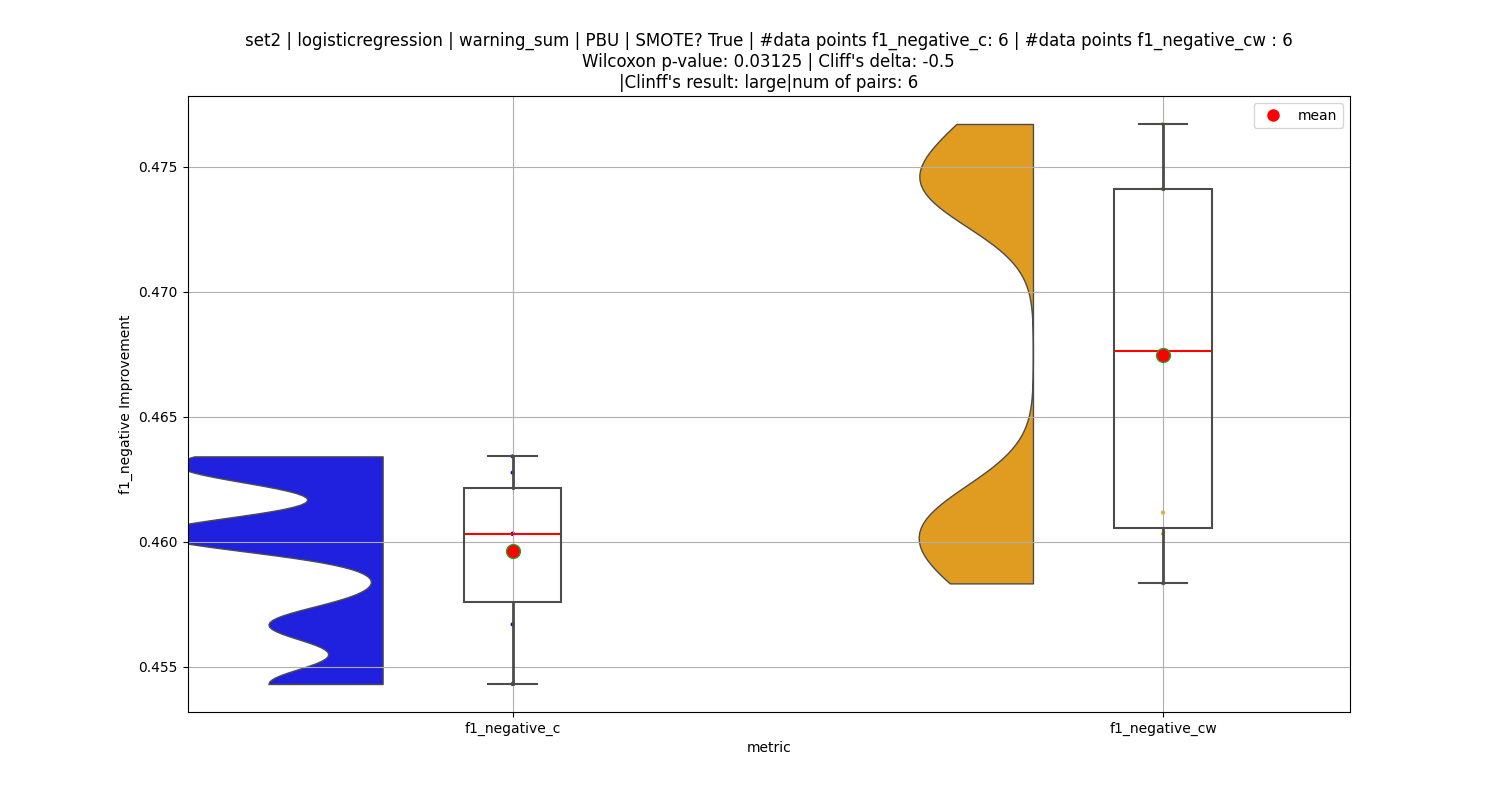 set2 | logisticregression | warning_sum | PBU | SMOTE? True | #data points f1_negative_c: 6 | #data points f1_negative_cw : 6
Wilcoxon p-value: 0.03125 | Cliff's delta: -0.5
|Clinff's result: large|num of pairs: 6
mean
0.475
0.470
0.465
0.460
0.455
f1_negative Improvement
f1_negative_c
f1_negative_cw
metric